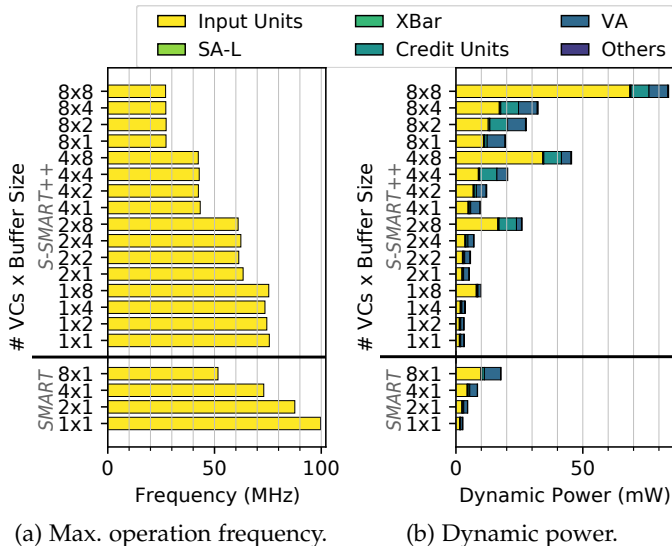 Input Units XBar VA
SA-L Credit Units Others
# VCs x Buffer Size
S-SMART++
8x8
8x4
8x2
8x1
4x8
4x4
4x2
4x1
2x8
2x4
2x2
2x1
1x8
1x4
1x2
1x1
SMART
8x1
4x1
2x1
1x1
0 50 100
Frequency (MHz)
(a) Max. operation frequency.
# VCs x Buffer Size
S-SMART++
8x8
8x4
8x2
8x1
4x8
4x4
4x2
4x1
2x8
2x4
2x2
2x1
1x8
1x4
1x2
1x1
SMART
8x1
4x1
2x1
1x1
0 50
Dynamic Power (mW)
(b) Dynamic power.